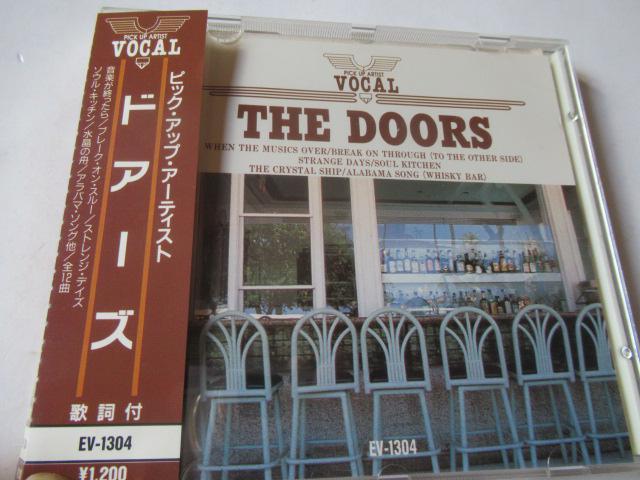 PICK UP ARTIST
VOCAL
ピック・アップ・アーティスト
ドアーズ
音楽が終ったら/ブレーク・オン・スルー/ストレンジ・デイズ
ソウル・キッチン/水晶の舟/アラバマ・ソング他/全12曲
歌詞付
EV-1304
¥1,200
PICK UP ARTIST
VOCAL
THE DOORS
WHEN THE MUSICS OVER/BREAK ON THROUGH (TO THE OTHER SIDE)
STRANGE DAYS/SOUL KITCHEN
THE CRYSTAL SHIP/ALABAMA SONG (WHISKY BAR)
EV-1304